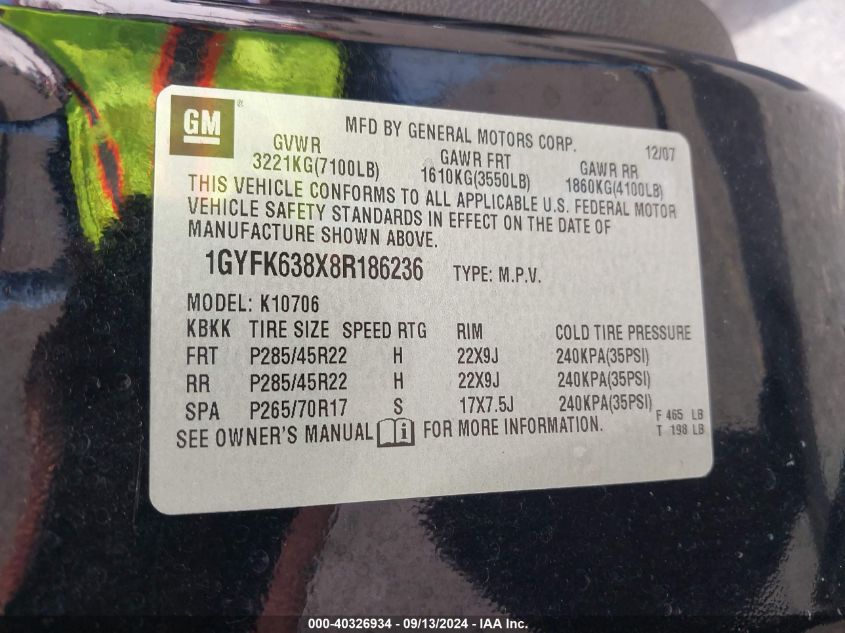 GM ®
MFD BY GENERAL MOTORS CORP. 12/07
GVWR GAWR FRT GAWR RR
3221KG(7100LB) 1610KG(3550LB) 1860KG(4100LB)
THIS VEHICLE CONFORMS TO ALL APPLICABLE U.S. FEDERAL MOTOR
VEHICLE SAFETY STANDARDS IN EFFECT ON THE DATE OF
MANUFACTURE SHOWN ABOVE.
1GYFK638X8R186236 TYPE: M.P.V.
MODEL: K10706
KBKK TIRE SIZE SPEED RTG RIM COLD TIRE PRESSURE
FRT P285/45R22 H 22X9J 240KPA(35PSI)
RR P285/45R22 H 22X9J 240KPA(35PSI)
SPA P265/70R17 S 17X7.5J 240KPA(35PSI) F 465 LB
SEE OWNER'S MANUAL i FOR MORE INFORMATION. T 198 LB
000-40326934 - 09/13/2024 - IAA Inc.